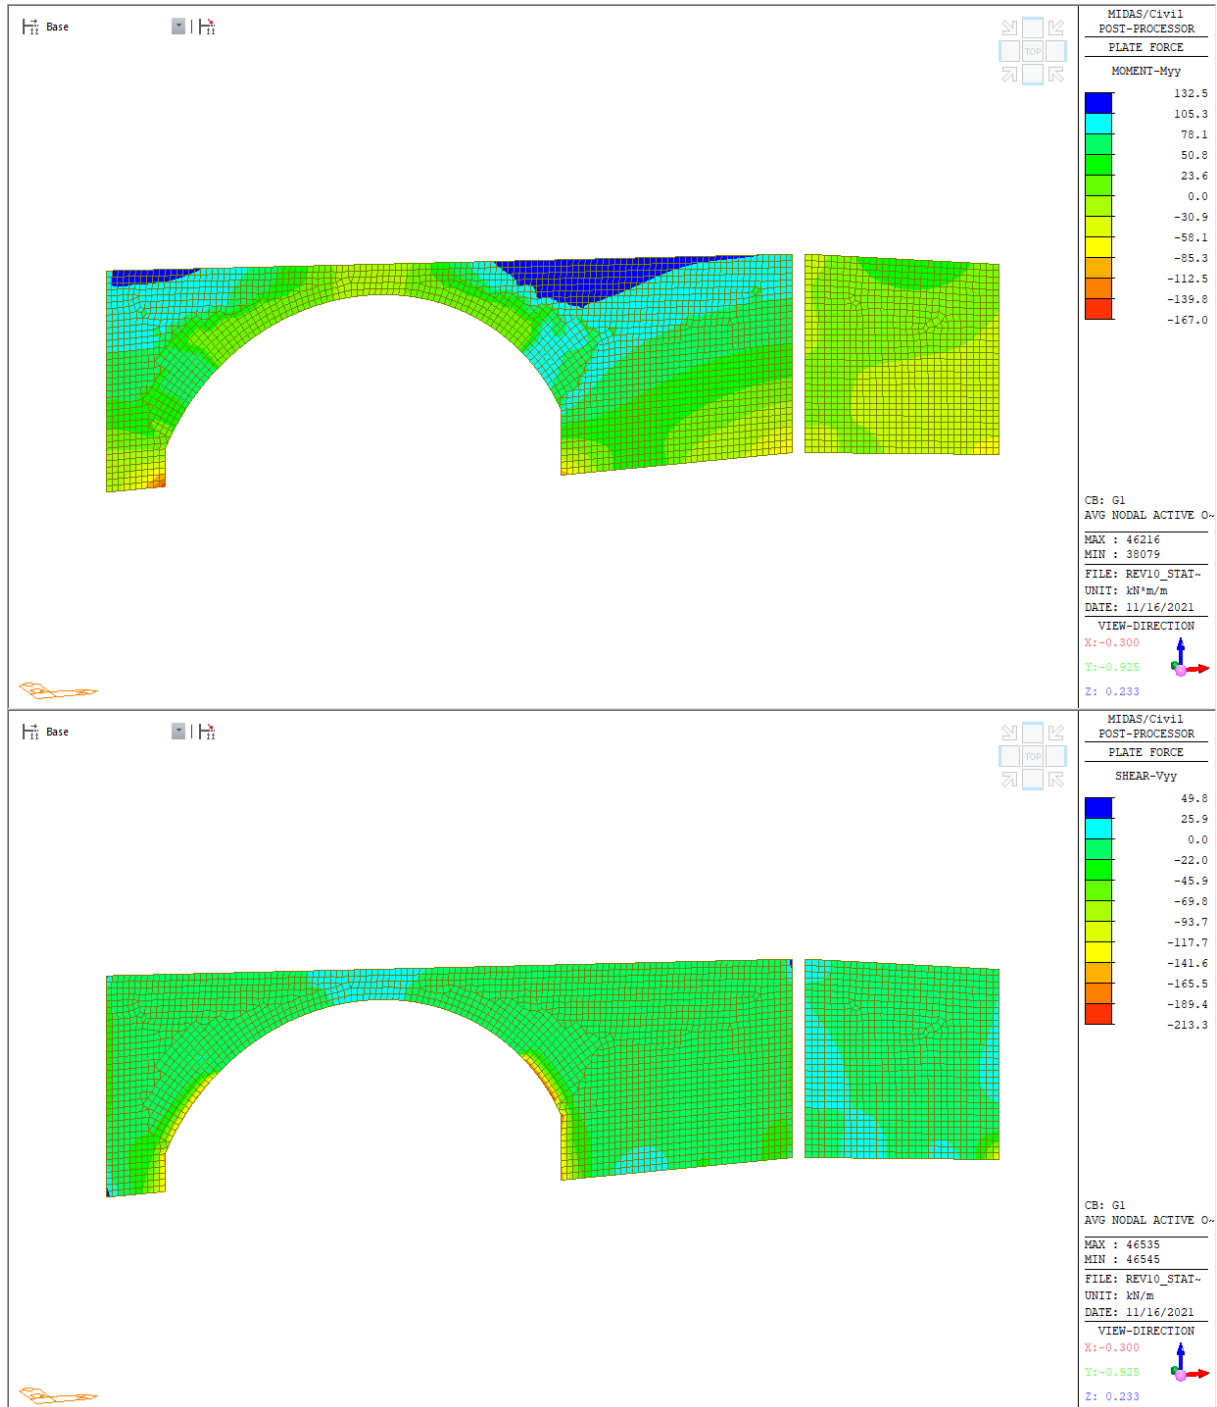 Base
TOP
MIDAS/Civil
POST-PROCESSOR
PLATE FORCE
MOMENT-Myy
132.5
105.3
78.1
50.8
23.6
0.0
-30.9
-58.1
-85.3
-112.5
-139.8
-167.0
CB: G1
AVG NODAL ACTIVE O~
MAX : 46216
MIN : 38079
FILE: REV10_STAT~
UNIT: kN*m/m
DATE: 11/16/2021
VIEW-DIRECTION
X:-0.300
Y:-0.925
Z: 0.233
Base
TOP
MIDAS/Civil
POST-PROCESSOR
PLATE FORCE
SHEAR-Vyy
49.8
25.9
0.0
-22.0
-45.9
-69.8
-93.7
-117.7
-141.6
-165.5
-189.4
-213.3
CB: G1
AVG NODAL ACTIVE O~
MAX : 46535
MIN : 46545
FILE: REV10_STAT~
UNIT: kN/m
DATE: 11/16/2021
VIEW-DIRECTION
X:-0.300
Y:-0.925
Z: 0.233